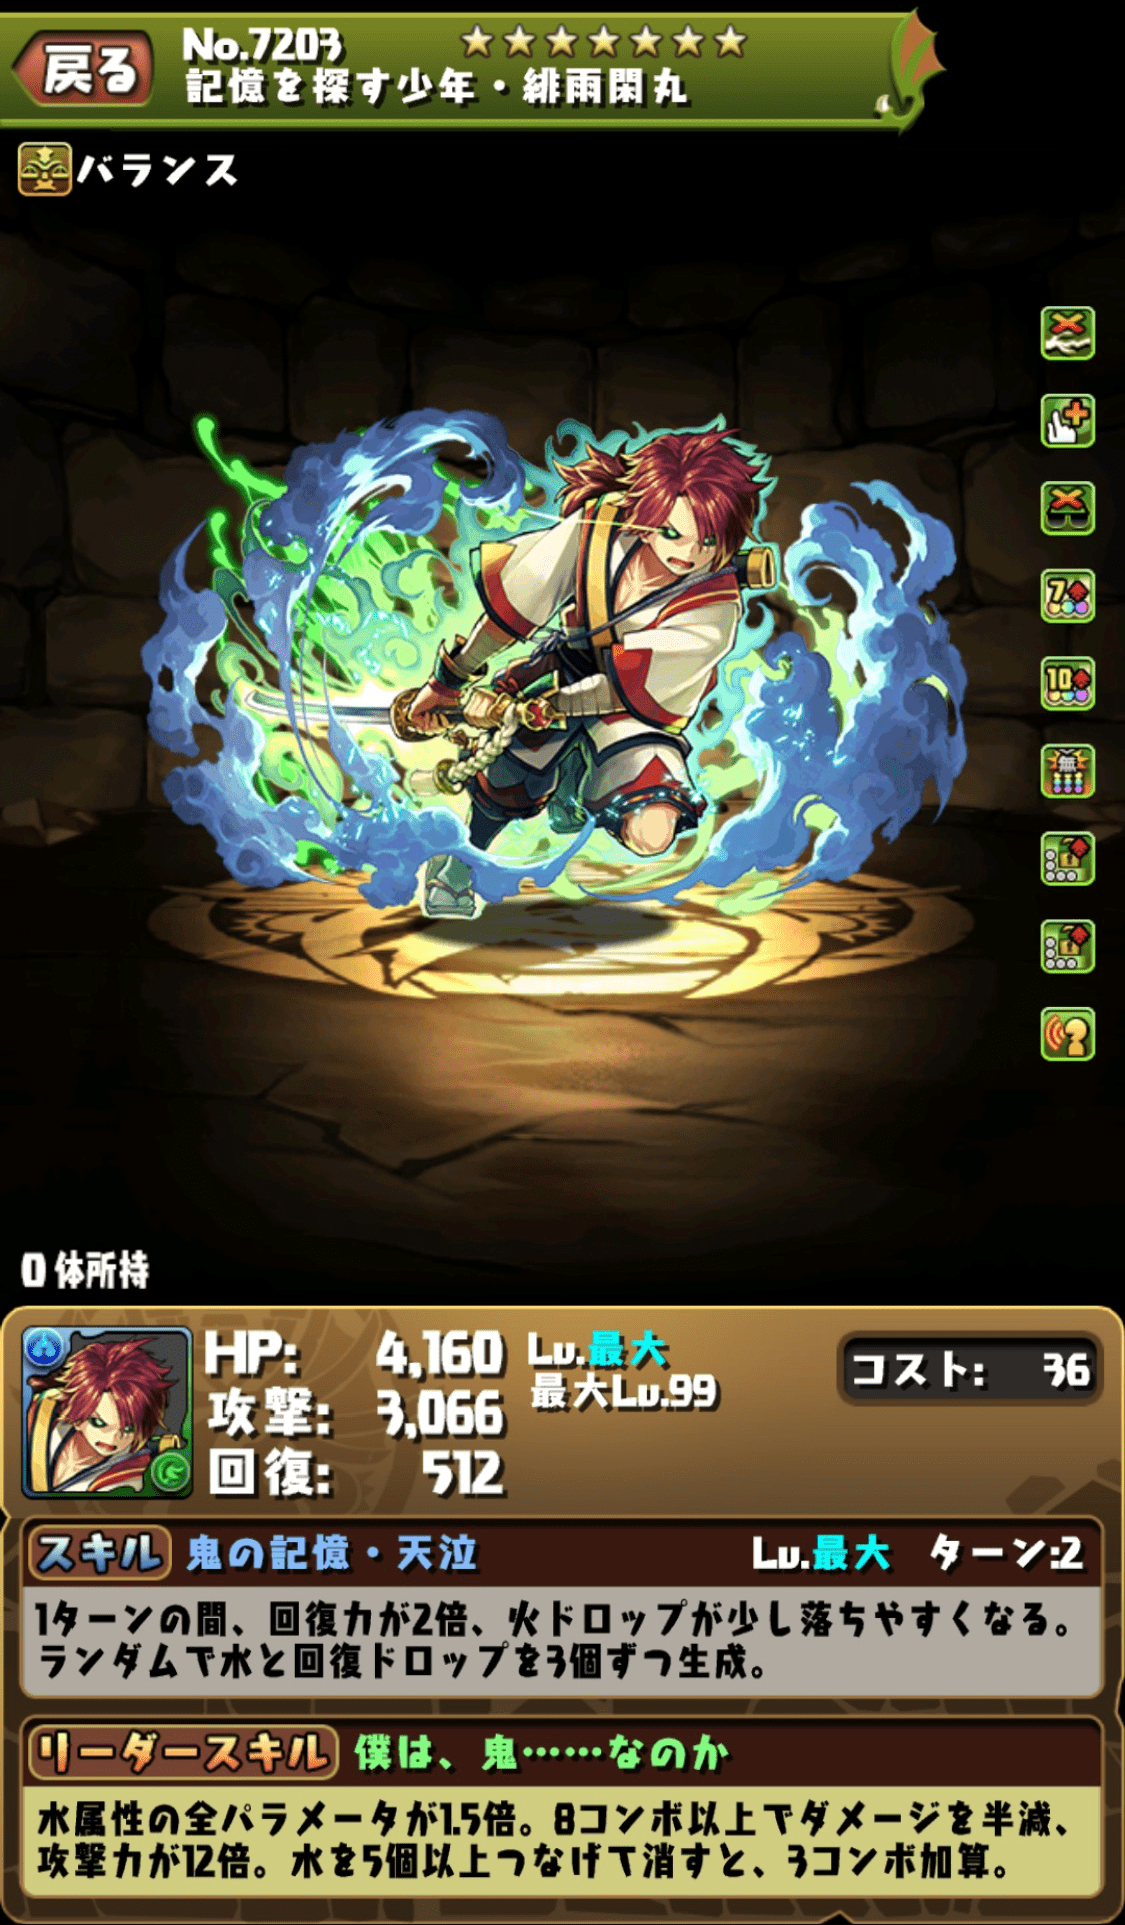 戻る
No.7203
記憶を探す少年・緋雨閑丸
バランス
7
10
無
7
7
0体所持
HP: 4,160 Lv.最大
最大Lv.99
コスト: 36
攻撃: 3,066
回復: 512
スキル 鬼の記憶・天泣 Lv.最大 ターン:2
1ターンの間、回復力が2倍、火ドロップが少し落ちやすくなる。
ランダムで水と回復ドロップを3個ずつ生成。
リーダースキル 僕は、鬼……なのか
水属性の全パラメータが1.5倍。8コンボ以上でダメージを半減、
攻撃力が12倍。水を5個以上つなげて消すと、3コンボ加算。